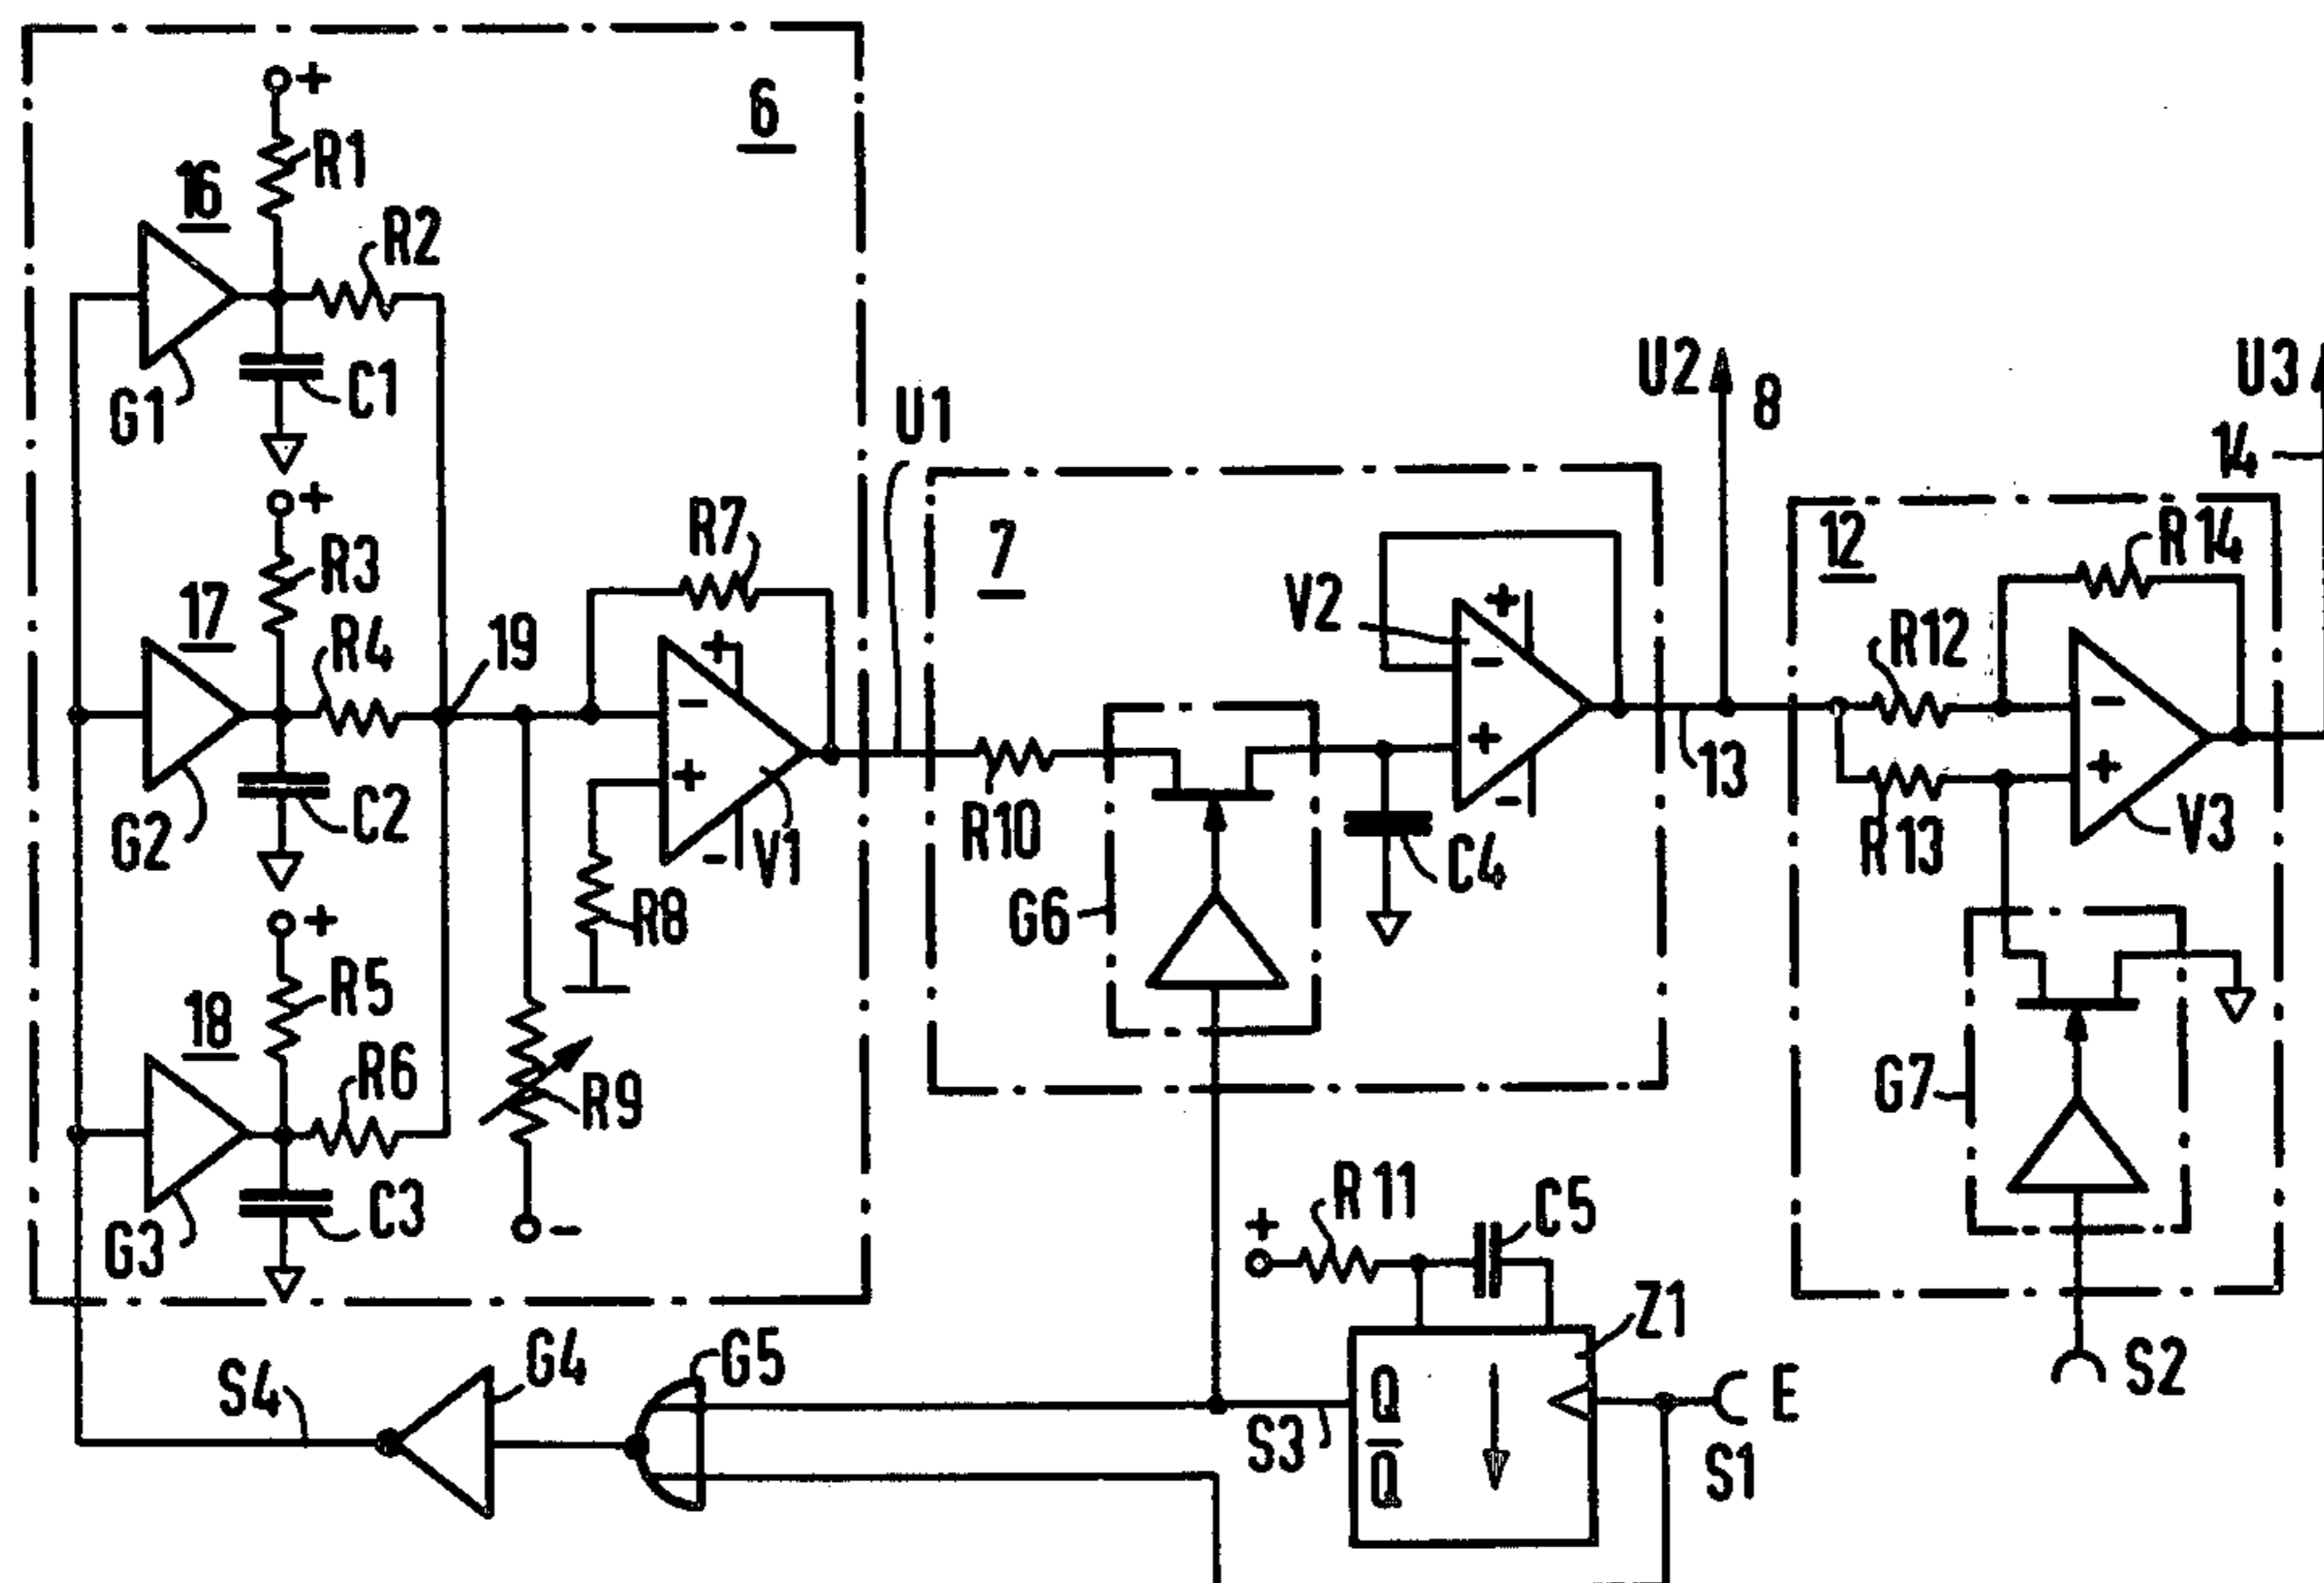 6
+
R1
16
R2
G1
C1
+
R3
17
R4
19
G2
C2
+
R5
18
R6
G3
C3
R7
+
-
+
-
V1
R8
R9
-
U1
7
R10
G6
V2
+
-
+
-
C4
U2
8
13
12
R14
R12
-
+
R13
V3
G7
S2
U3
14
S4
G4
G5
S3
+
R11
C5
Z1
Q
Q̅
E
S1